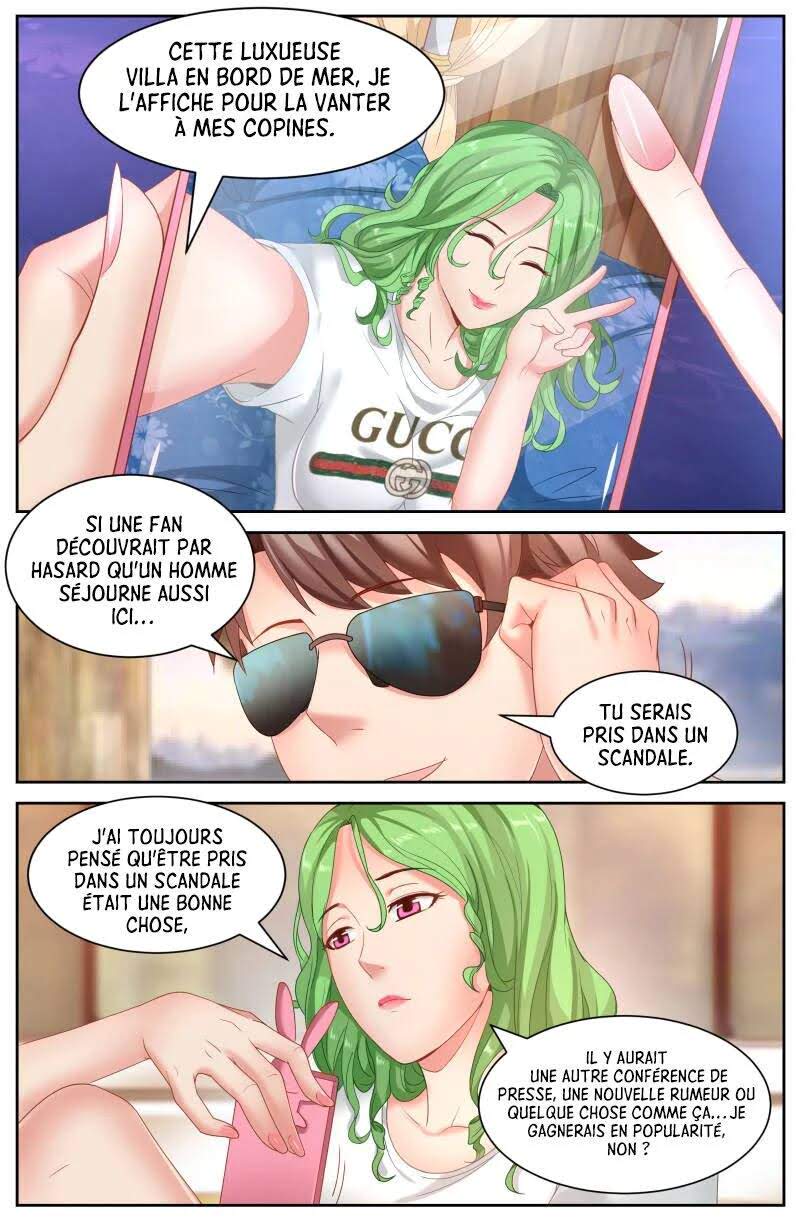 CETTE LUXUEUSE
VILLA EN BORD DE MER, JE
L'AFFICHE POUR LA VANTER
À MES COPINES.
GUCC
SI UNE FAN
DÉCOUVRAIT PAR
HASARD QU'UN HOMME
SÉJOURNE AUSSI
ICI...
TU SERAIS
PRIS DANS UN
SCANDALE.
J'AI TOUJOURS
PENSÉ QU'ÊTRE PRIS
DANS UN SCANDALE
ÉTAIT UNE BONNE
CHOSE,
IL Y AURAIT
UNE AUTRE CONFÉRENCE DE
PRESSE, UNE NOUVELLE RUMEUR OU
QUELQUE CHOSE COMME ÇA... JE
GAGNERAIS EN POPULARITÉ,
NON ?